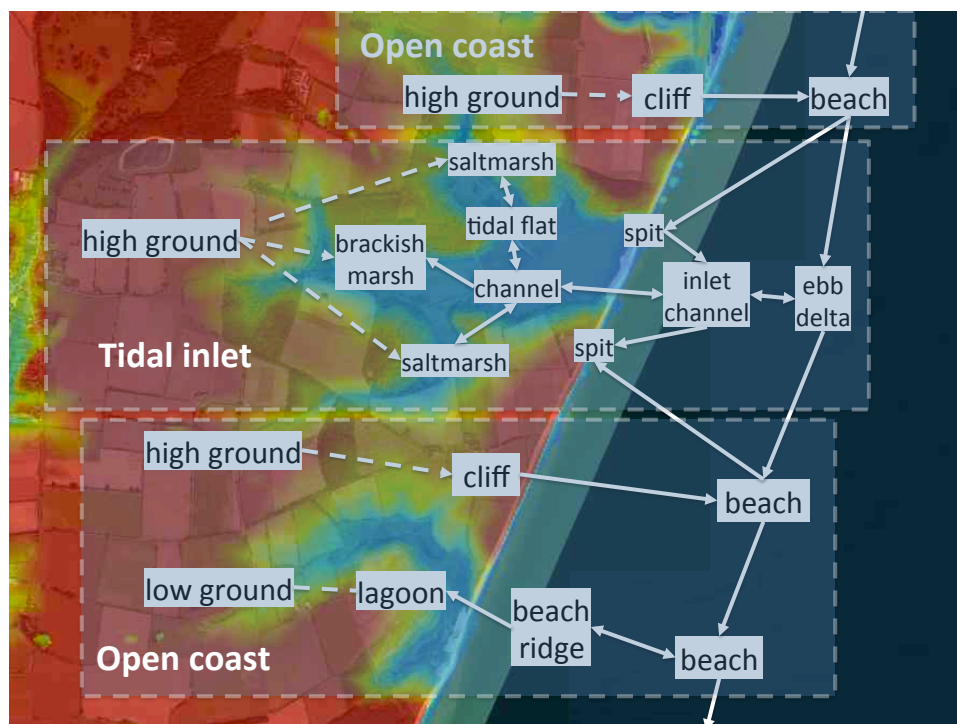 Open coast
high ground
cliff
beach
saltmarsh
high ground
brackish
marsh
tidal flat
channel
spit
inlet
channel
ebb
delta
Tidal inlet
saltmarsh
spit
high ground
cliff
beach
low ground
lagoon
beach
ridge
beach
Open coast